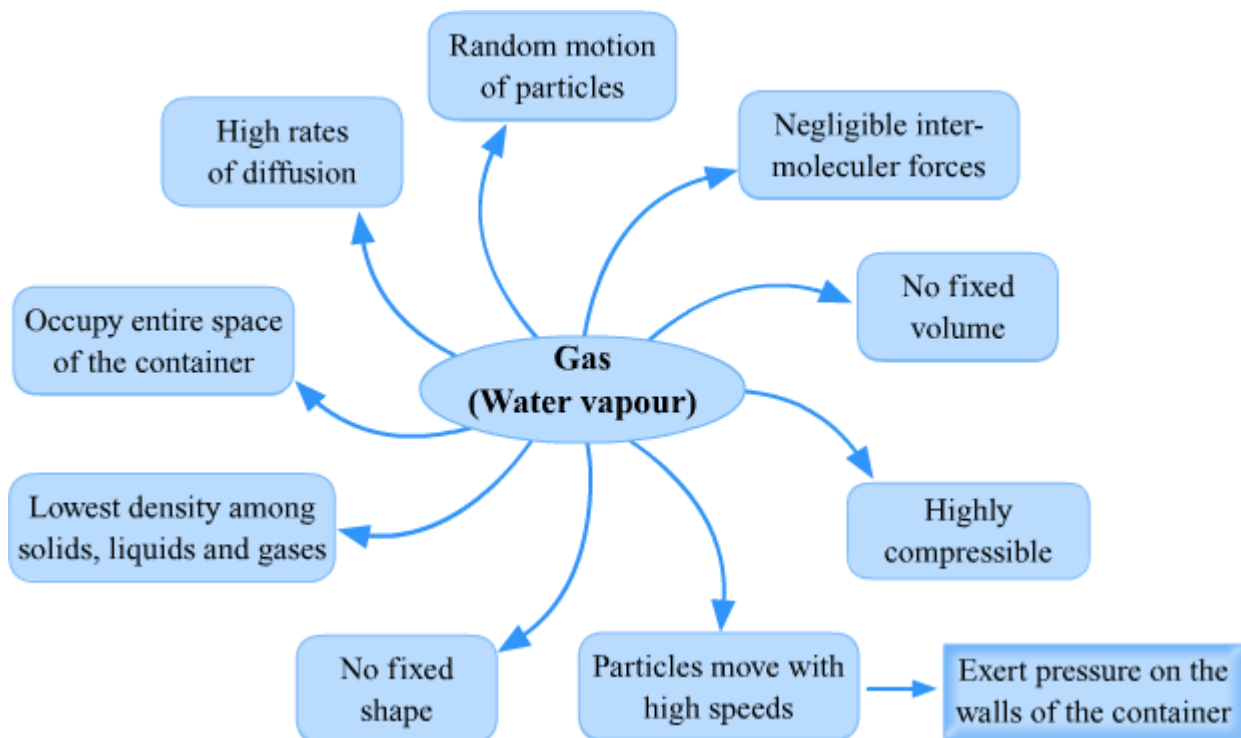 Random motion
of particles
High rates
of diffusion
Negligible inter-
moleculer forces
No fixed
volume
Occupy entire space
of the container
Gas
(Water vapour)
Lowest density among
solids, liquids and gases
Highly
compressible
No fixed
shape
Particles move with
high speeds
Exert pressure on the
walls of the container